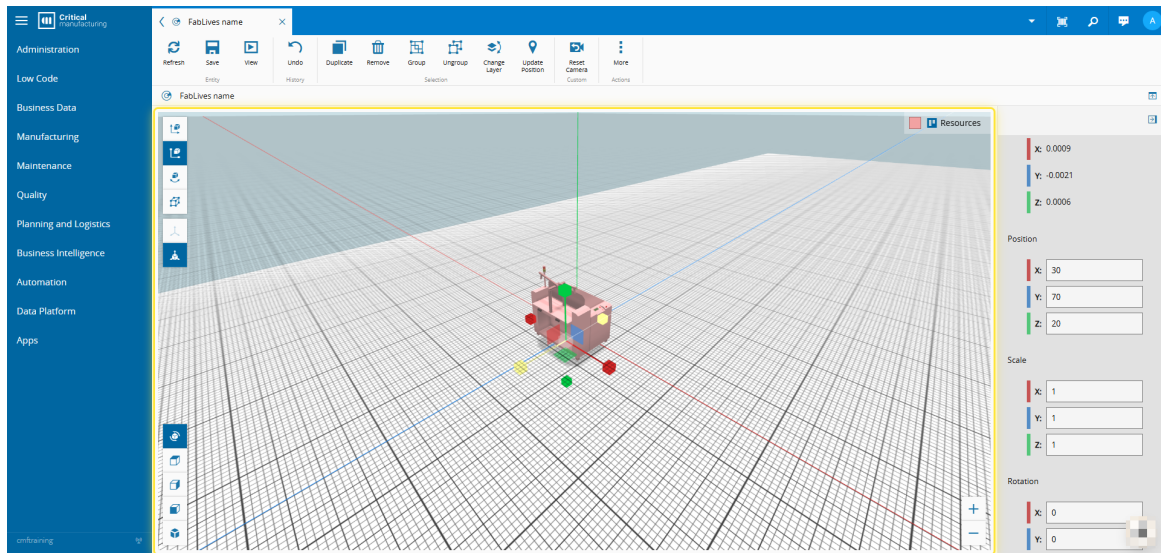 Critical
manufacturing
FabLives name
A
Administration
Low Code
Business Data
Manufacturing
Maintenance
Quality
Planning and Logistics
Business Intelligence
Automation
Data Platform
Apps
cmftraining
Refresh
Save
View
Undo
Duplicate
Remove
Group
Ungroup
Change
Layer
Update
Position
Reset
Camera
More
Entity
History
Selection
Custom
Actions
FabLives name
Resources
X: 0.0009
Y: -0.0021
Z: 0.0006
Position
X: 30
Y: 70
Z: 20
Scale
X: 1
Y: 1
Z: 1
Rotation
X: 0
Y: 0